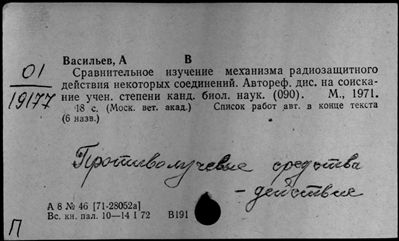 Васильев, А В
01
19177
Сравнительное изучение механизма радиозащитного
действия некоторых соединений. Автореф. дис. на соиска-
ние учен. степени канд. биол. наук. (090). М., 1971.
18 с. (Моск. вет. акад.) Список работ авт. в конце текста
(6 назв.)
Противолучевые средства
– действие
А 8 № 46 [71-28052а]
Вс. кн. пал. 10—14 I 72 В191
П